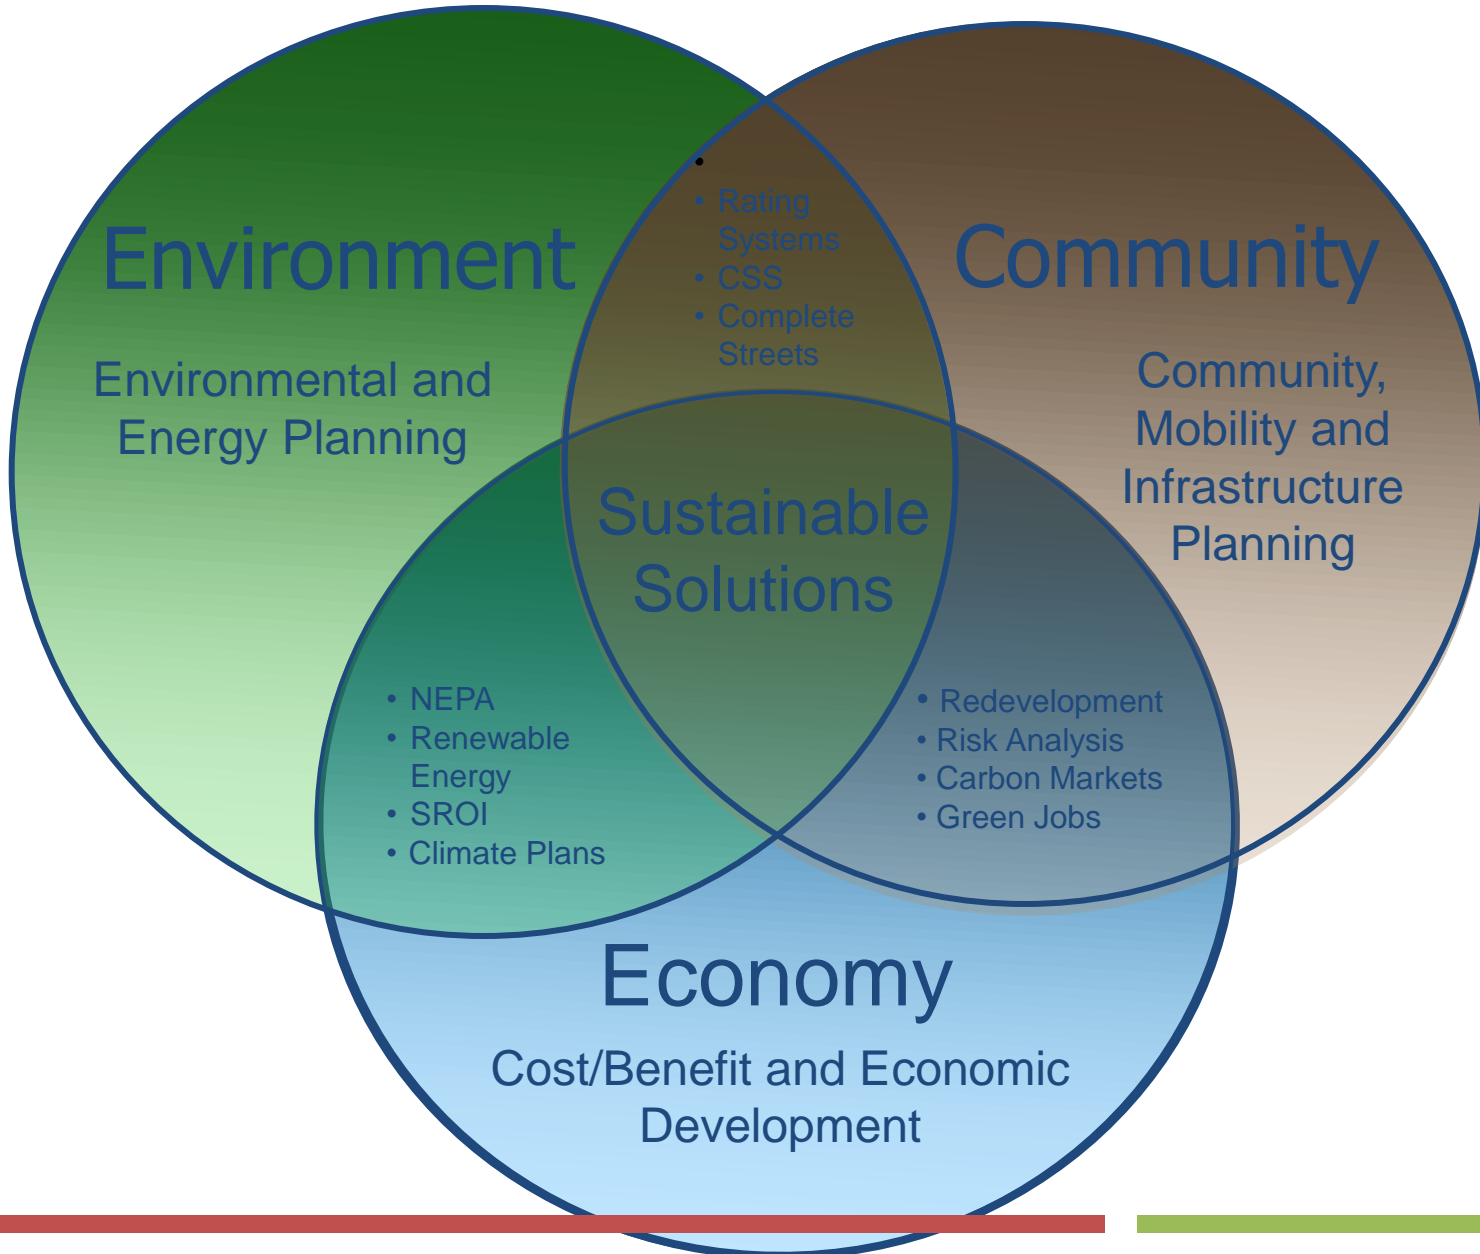 •
• Rating
Systems
• CSS
• Complete
Streets
Environment
Environmental and
Energy Planning
Community
Community,
Mobility and
Infrastructure
Planning
Sustainable
Solutions
• NEPA
• Renewable
Energy
• SROI
• Climate Plans
• Redevelopment
• Risk Analysis
• Carbon Markets
• Green Jobs
Economy
Cost/Benefit and Economic
Development